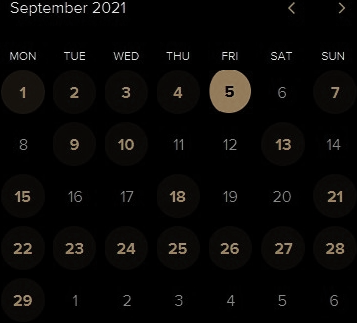 September 2021
MON TUE WED THU FRI SAT SUN
1 2 3 4 5 6 7
8 9 10 11 12 13 14
15 16 17 18 19 20 21
22 23 24 25 26 27 28
29 1 2 3 4 5 6